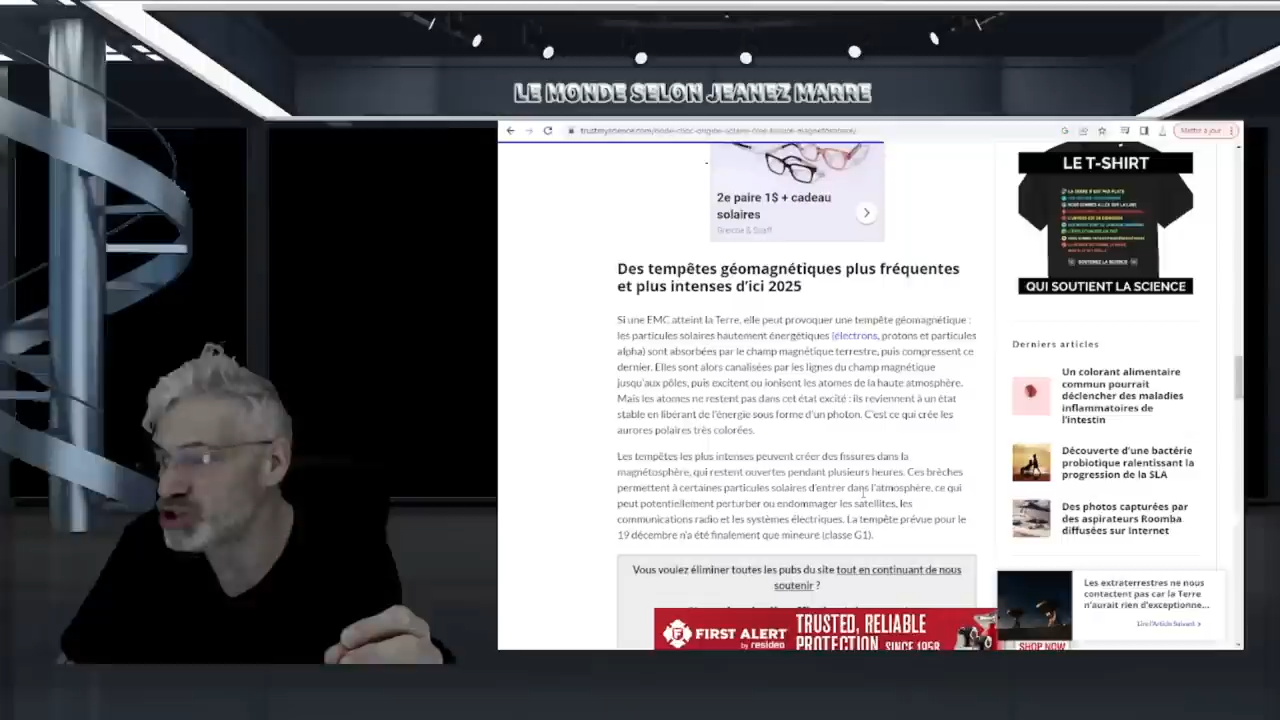 LE MONDE SELON JEANEZ MARRE
Mettre à jour
2e paire 1$ + cadeau
solaires
LE T-SHIRT
QUI SOUTIENT LA SCIENCE
Des tempêtes géomagnétiques plus fréquentes
et plus intenses d'ici 2025
Si une EMC atteint la Terre, elle peut provoquer une tempête géomagnétique :
les particules solaires hautement énergétiques (électrons, protons et particules
alpha) sont absorbées par le champ magnétique terrestre, puis compressent ce
dernier. Elles sont alors canalisées par les lignes du champ magnétique
jusqu'aux pôles, puis excitent ou ionisent les atomes de la haute atmosphère.
Mais les atomes ne restent pas dans cet état excité : ils reviennent à un état
stable en libérant de l'énergie sous forme d'un photon. C'est ce qui crée les
aurores polaires très colorées.
Les tempêtes les plus intenses peuvent créer des fissures dans la
magnétosphère, qui restent ouvertes pendant plusieurs heures. Ces brèches
permettent à certaines particules solaires d'entrer dans l'atmosphère, ce qui
peut potentiellement perturber ou endommager les satellites, les
communications radio et les systèmes électriques. La tempête prévue pour le
19 décembre n'a été finalement que mineure (classe G1).
Vous voulez éliminer toutes les pubs du site tout en continuant de nous
soutenir ?
Derniers articles
Un colorant alimentaire
commun pourrait
déclencher des maladies
inflammatoires de
l'intestin
Découverte d'une bactérie
probiotique ralentissant la
progression de la SLA
Des photos capturées par
des aspirateurs Roomba
diffusées sur Internet
Les extraterrestres ne nous
contactent pas car la Terre
n'aurait rien d'exceptionne...
Lire l'Article Suivant >
FIRST ALERT
by resideo
TRUSTED, RELIABLE
PROTECTION SINCE 1958
SHOP NOW